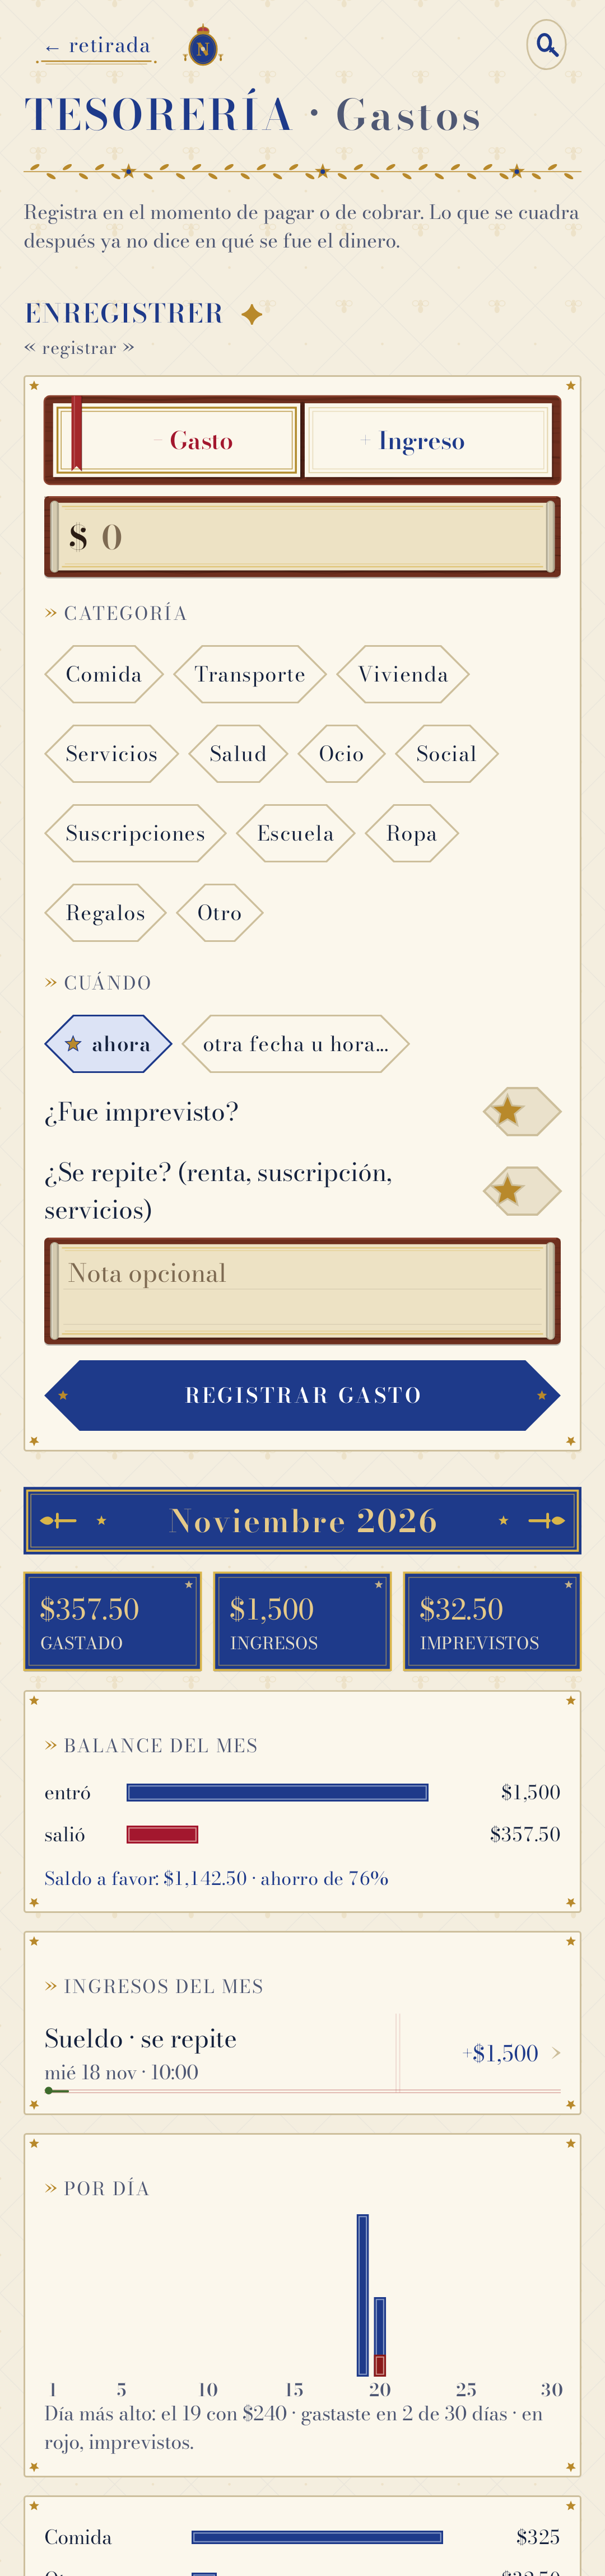 ← retirada
N
TESORERÍA · Gastos
Registra en el momento de pagar o de cobrar. Lo que se cuadra
después ya no dice en qué se fue el dinero.
ENREGISTRER
« registrar »
− Gasto
+ Ingreso
$ 0
» CATEGORÍA
Comida Transporte Vivienda
Servicios Salud Ocio Social
Suscripciones Escuela Ropa
Regalos Otro
» CUÁNDO
ahora otra fecha u hora...
¿Fue imprevisto?
¿Se repite? (renta, suscripción,
servicios)
Nota opcional
REGISTRAR GASTO
Noviembre 2026
$357.50 $1,500 $32.50
GASTADO INGRESOS IMPREVISTOS
» BALANCE DEL MES
entró $1,500
salió $357.50
Saldo a favor: $1,142.50 · ahorro de 76%
» INGRESOS DEL MES
Sueldo · se repite
mié 18 nov · 10:00
+$1,500 >
» POR DÍA
1 5 10 15 20 25 30
Día más alto: el 19 con $240 · gastaste en 2 de 30 días · en
rojo, imprevistos.
Comida $325